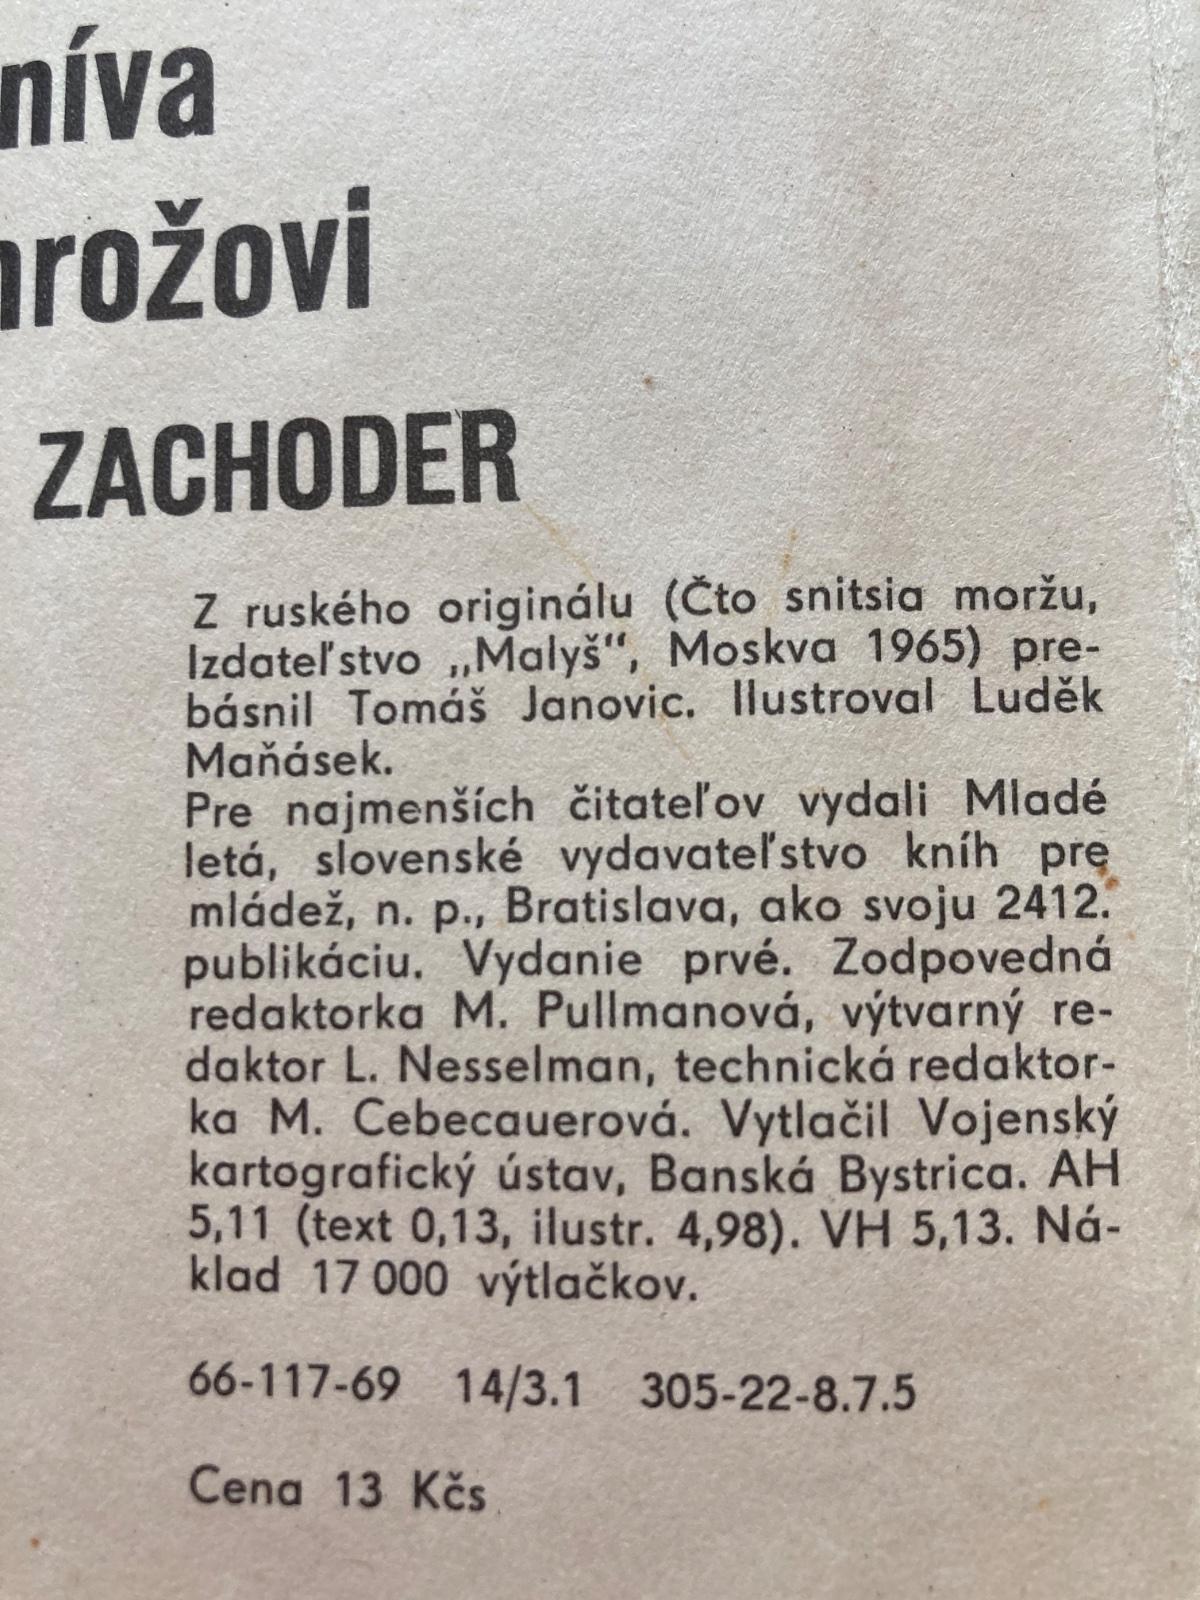 níva
rožovi
ZACHODER
Z ruského originálu (Čto snitsia moržu,
Izdateľstvo „Malyš“, Moskva 1965) pre-
básnil Tomáš Janovic. Ilustroval Luděk
Maňásek.
Pre najmenších čitateľov vydali Mladé
letá, slovenské vydavateľstvo kníh pre
mládež, n. p., Bratislava, ako svoju 2412.
publikáciu. Vydanie prvé. Zodpovedná
redaktorka M. Pullmanová, výtvarný re-
daktor L. Nesselman, technická redaktor-
ka M. Cebecauerová. Vytlačil Vojenský
kartografický ústav, Banská Bystrica. AH
5,11 (text 0,13, ilustr. 4,98). VH 5,13. Ná-
klad 17 000 výtlačkov.
66-117-69 14/3.1 305-22-8.7.5
Cena 13 Kčs